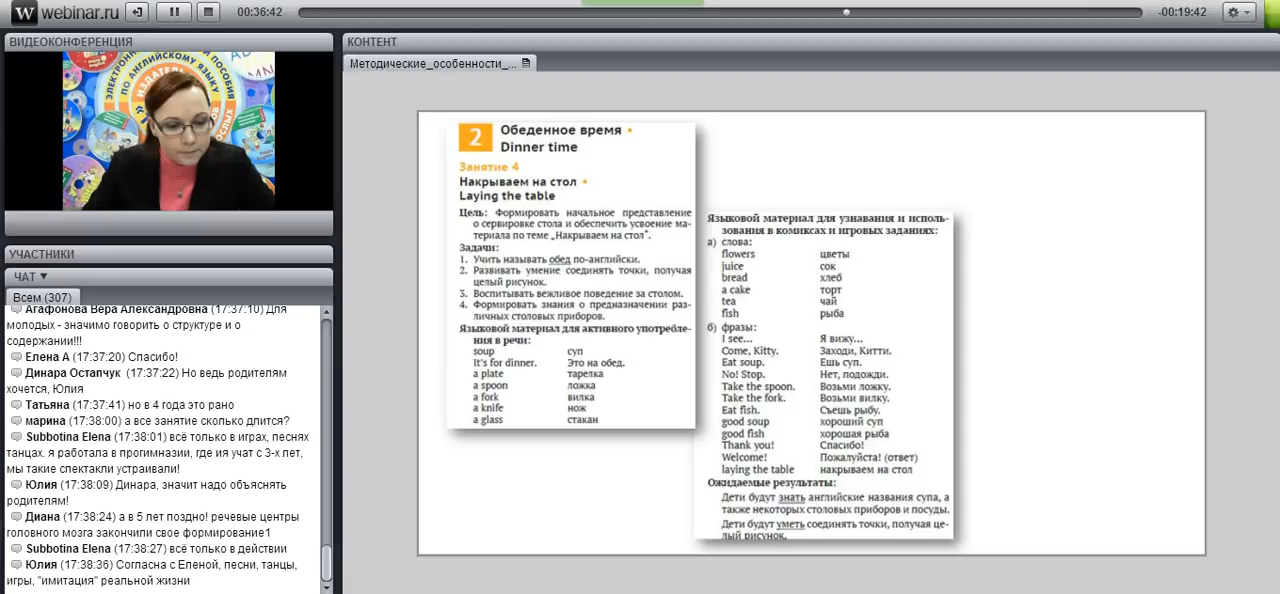 webinar.ru
00:36:42
-00:19:42
ВИДЕОКОНФЕРЕНЦИЯ
ЭЛЕКТРОННЫЕ
ПОСОБИЯ
ПО АНГЛИЙСКОМУ ЯЗЫКУ
УЧАСТНИКИ
ЧАТ ▼
Всем (307)
Агафонова Вера Александровна (17:37:10) Для
молодых - значимо говорить о структуре и о
содержании!!!
Елена А (17:37:20) Спасибо!
Динара Остапчук (17:37:22) Но ведь родителям
хочется, Юлия
Татьяна (17:37:41) но в 4 года это рано
марина (17:38:00) а все занятие сколько длится?
Subbotina Elena (17:38:01) всё только в играх, песнях
танцах. я работала в прогимназии, где ия учат с 3-х лет,
мы такие спектакли устраивали!
Юлия (17:38:09) Динара, значит надо объяснять
родителям!
Диана (17:38:24) а в 5 лет поздно! речевые центры
головного мозга закончили свое формирование1
Subbotina Elena (17:38:27) всё только в действии
Юлия (17:38:36) Согласна с Еленой, песни, танцы,
игры, "имитация" реальной жизни
КОНТЕНТ
Методические_особенности_...
2
Обеденное время •
Dinner time
Занятие 4
Накрываем на стол •
Laying the table
Цель: Формировать начальное представление
о сервировке стола и обеспечить усвоение ма-
териала по теме „Накрываем на стол".
Задачи:
1. Учить называть обед по-английски.
2. Развивать умение соединять точки, получая
целый рисунок.
3. Воспитывать вежливое поведение за столом.
4. Формировать знания о предназначении раз-
личных столовых приборов.
Языковой материал для активного употребле-
ния в речи:
soup суп
It's for dinner. Это на обед.
a plate тарелка
a spoon ложка
a fork вилка
a knife нож
a glass стакан
Языковой материал для узнавания и исполь-
зования в комиксах и игровых заданиях:
а) слова:
flowers цветы
juice сок
bread хлеб
a cake торт
tea чай
fish рыба
б) фразы:
I see... Я вижу...
Come, Kitty. Заходи, Китти.
Eat soup. Ешь суп.
No! Stop. Нет, подожди.
Take the spoon. Возьми ложку.
Take the fork. Возьми вилку.
Eat fish. Съешь рыбу.
good soup хороший суп
good fish хорошая рыба
Thank you! Спасибо!
Welcome! Пожалуйста! (ответ)
laying the table накрываем на стол
Ожидаемые результаты:
Дети будут знать английские названия супа, а
также некоторых столовых приборов и посуды.
Дети будут уметь соединять точки, получая це-
лый рисунок.